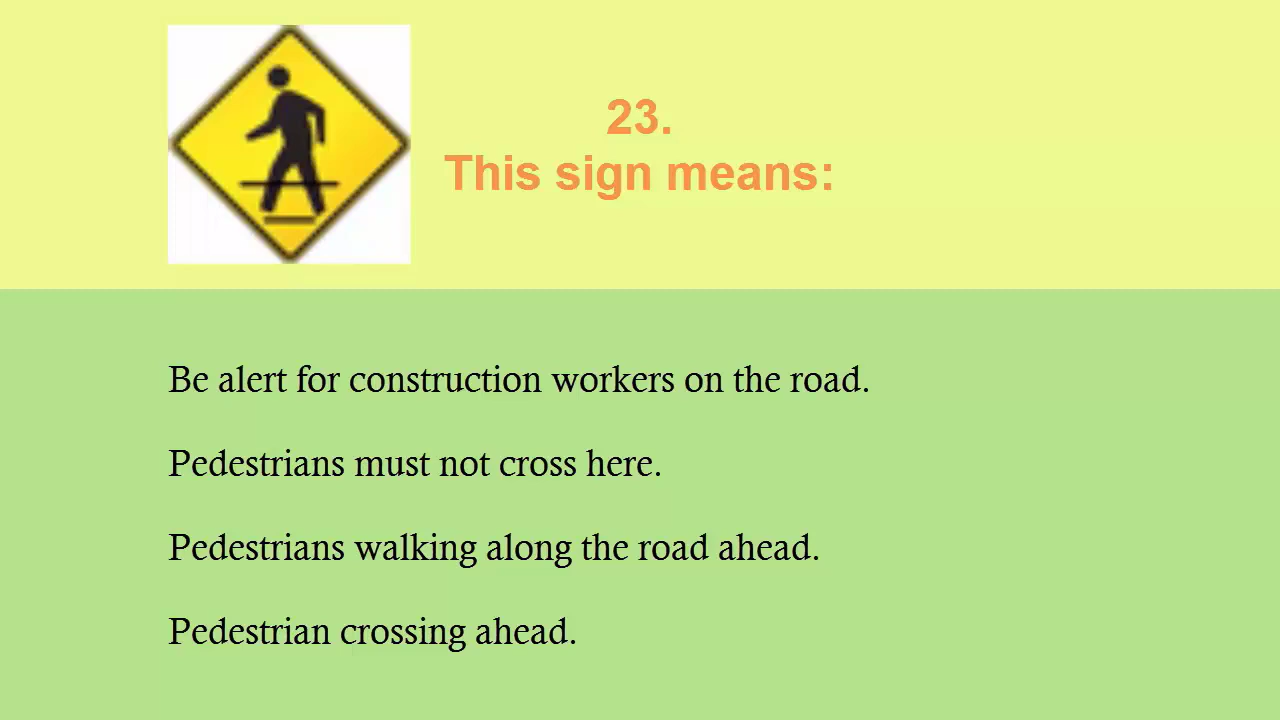 23.
This sign means:
Be alert for construction workers on the road.
Pedestrians must not cross here.
Pedestrians walking along the road ahead.
Pedestrian crossing ahead.